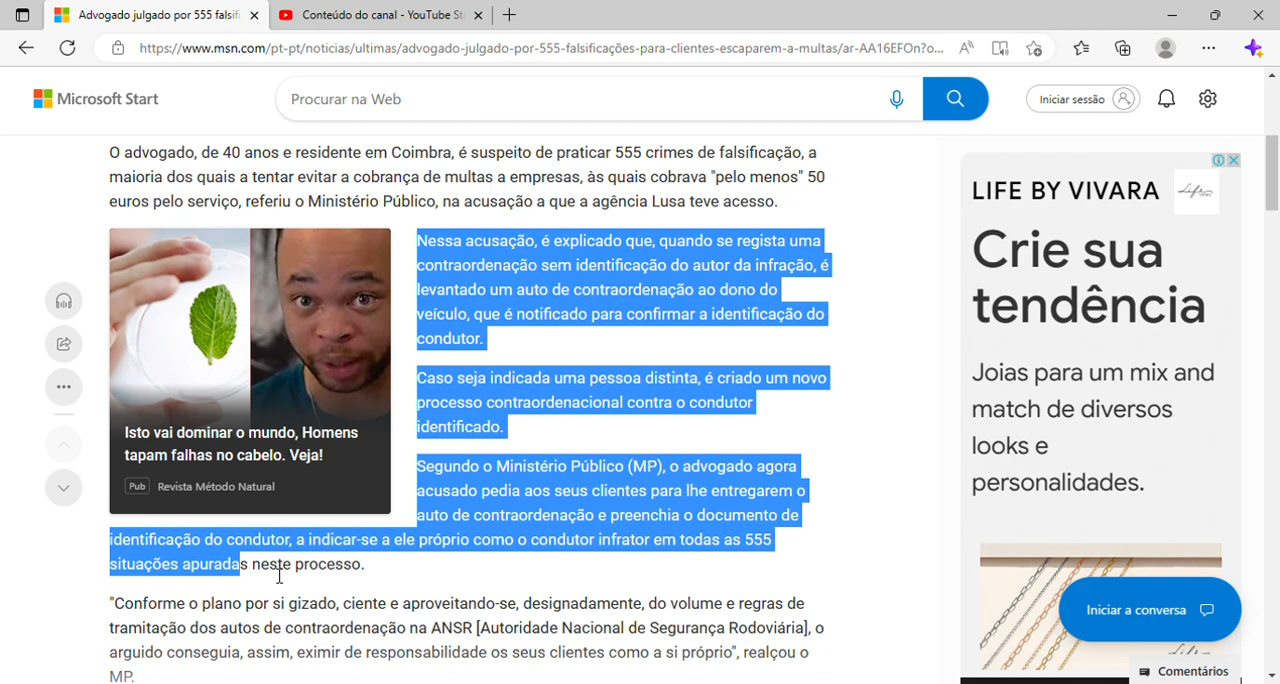 Advogado julgado por 555 falsifi
Conteúdo do canal - YouTube St
https://www.msn.com/pt-pt/noticias/ultimas/advogado-julgado-por-555-falsificações-para-clientes-escaparem-a-multas/ar-AA16EFOn?o...
Microsoft Start
Procurar na Web
Iniciar sessão
O advogado, de 40 anos e residente em Coimbra, é suspeito de praticar 555 crimes de falsificação, a
maioria dos quais a tentar evitar a cobrança de multas a empresas, às quais cobrava "pelo menos" 50
euros pelo serviço, referiu o Ministério Público, na acusação a que a agência Lusa teve acesso.
Isto vai dominar o mundo, Homens
tapam falhas no cabelo. Veja!
Pub Revista Método Natural
Nessa acusação, é explicado que, quando se regista uma
contraordenação sem identificação do autor da infração, é
levantado um auto de contraordenação ao dono do
veículo, que é notificado para confirmar a identificação do
condutor.
Caso seja indicada uma pessoa distinta, é criado um novo
processo contraordenacional contra o condutor
identificado.
Segundo o Ministério Público (MP), o advogado agora
acusado pedia aos seus clientes para lhe entregarem o
auto de contraordenação e preenchia o documento de
identificação do condutor, a indicar-se a ele próprio como o condutor infrator em todas as 555
situações apuradas neste processo.
"Conforme o plano por si gizado, ciente e aproveitando-se, designadamente, do volume e regras de
tramitação dos autos de contraordenação na ANSR [Autoridade Nacional de Segurança Rodoviária], o
arguido conseguia, assim, eximir de responsabilidade os seus clientes como a si próprio", realçou o
MP.
LIFE BY VIVARA
Crie sua
tendência
Joias para um mix and
match de diversos
looks e
personalidades.
Iniciar a conversa
Comentários